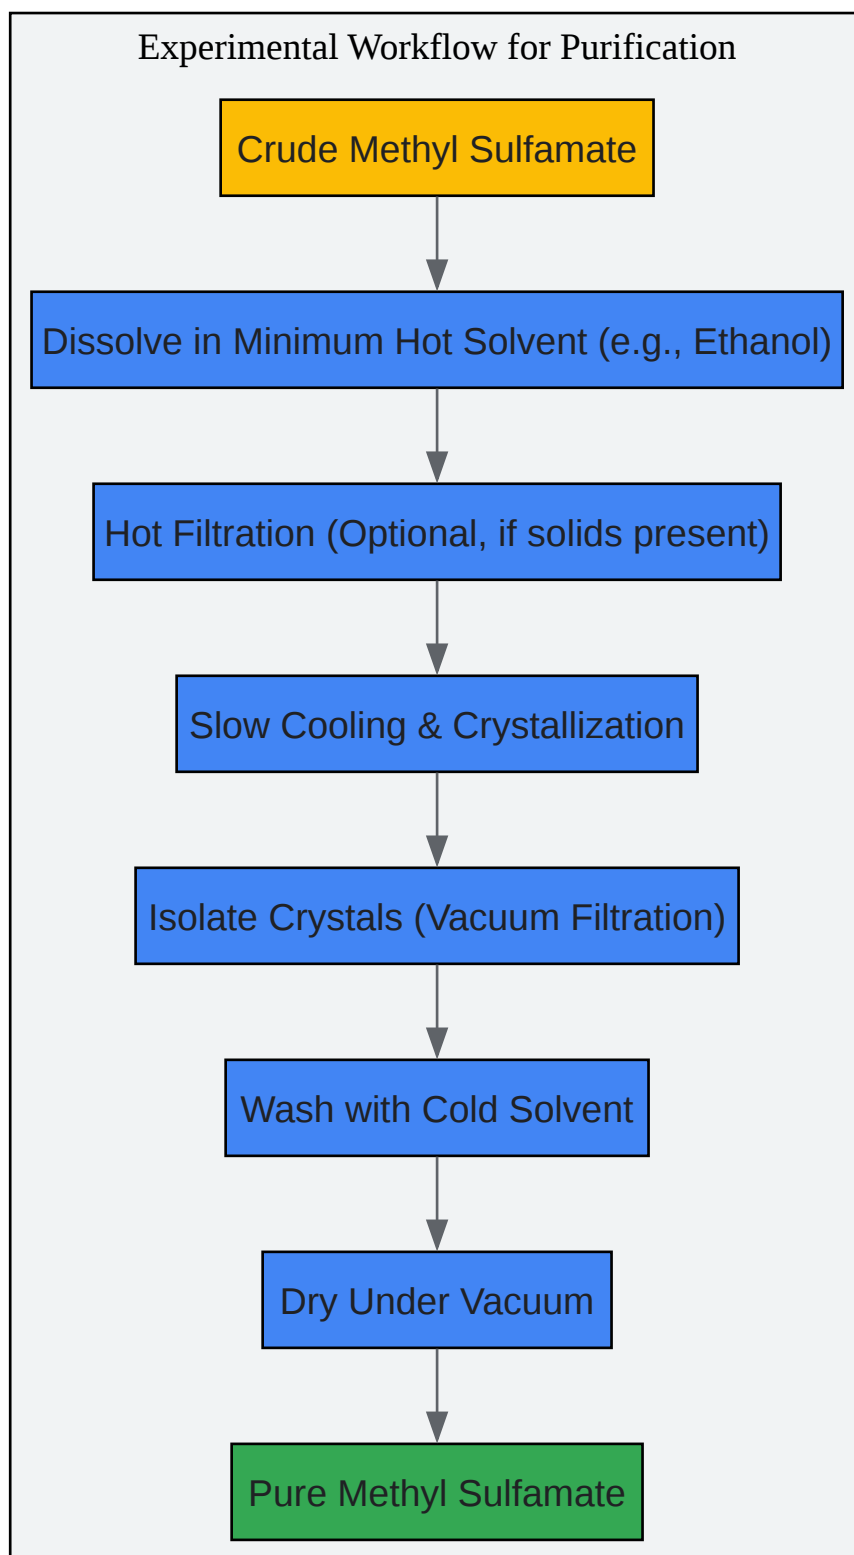 Experimental Workflow for Purification
Crude Methyl Sulfamate
Dissolve in Minimum Hot Solvent (e.g., Ethanol)
Hot Filtration (Optional, if solids present)
Slow Cooling & Crystallization
Isolate Crystals (Vacuum Filtration)
Wash with Cold Solvent
Dry Under Vacuum
Pure Methyl Sulfamate